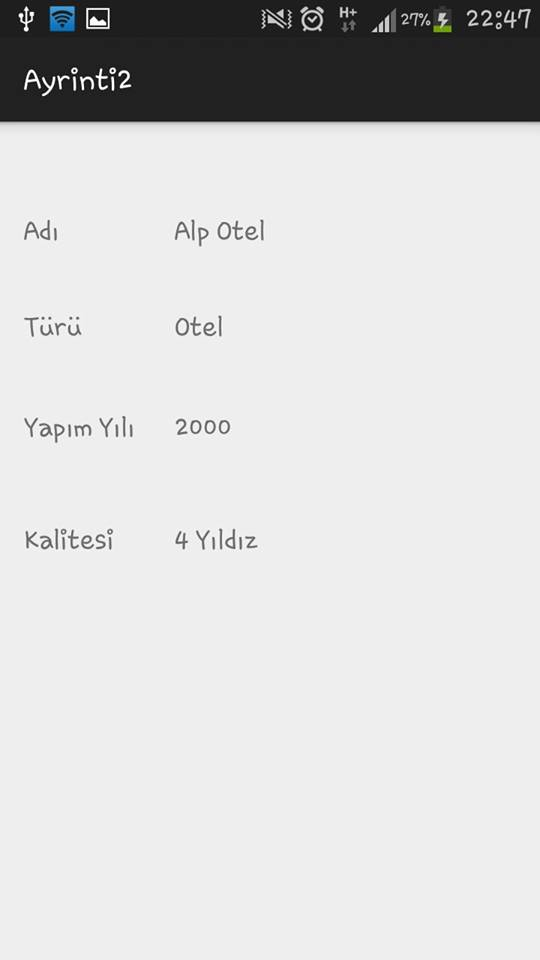 H+ 27% 22:47
Ayrinti2
Adı Alp Otel
Türü Otel
Yapım Yılı 2000
Kalitesi 4 Yıldız